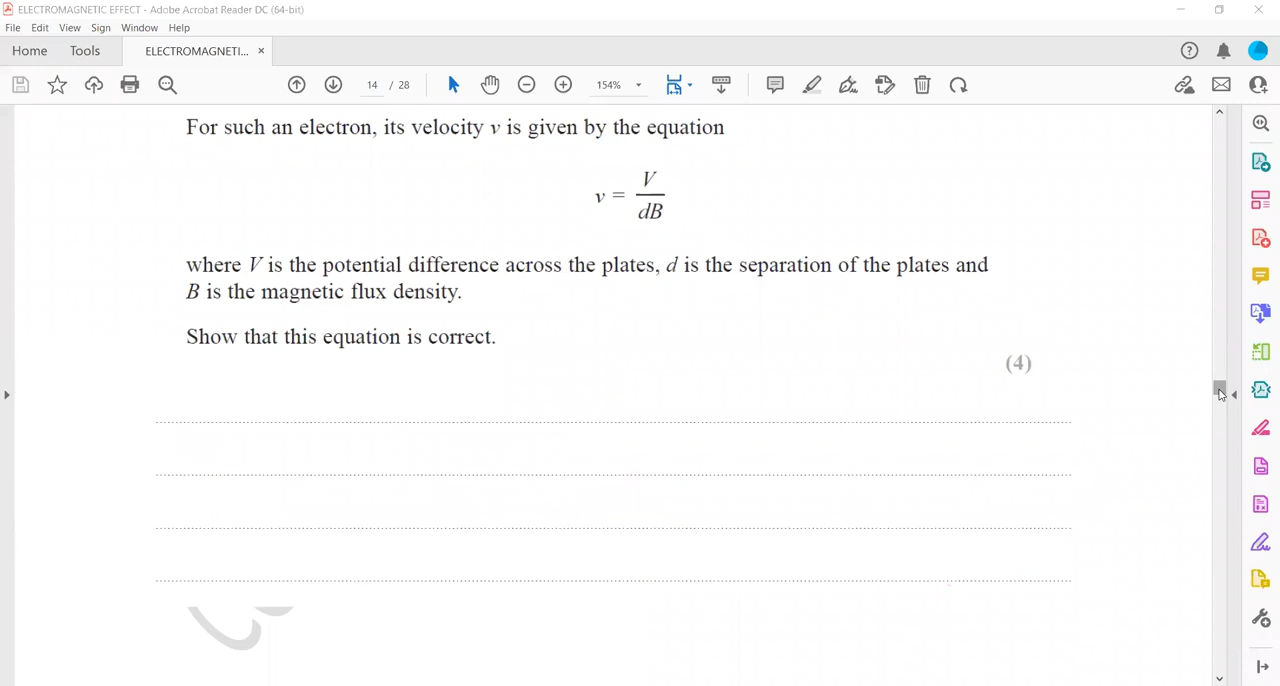 ELECTROMAGNETIC EFFECT - Adobe Acrobat Reader DC (64-bit)
File Edit View Sign Window Help
Home Tools ELECTROMAGNETI... ×
14 / 28 154%
For such an electron, its velocity v is given by the equation
v = V / dB
where V is the potential difference across the plates, d is the separation of the plates and
B is the magnetic flux density.
Show that this equation is correct.
(4)